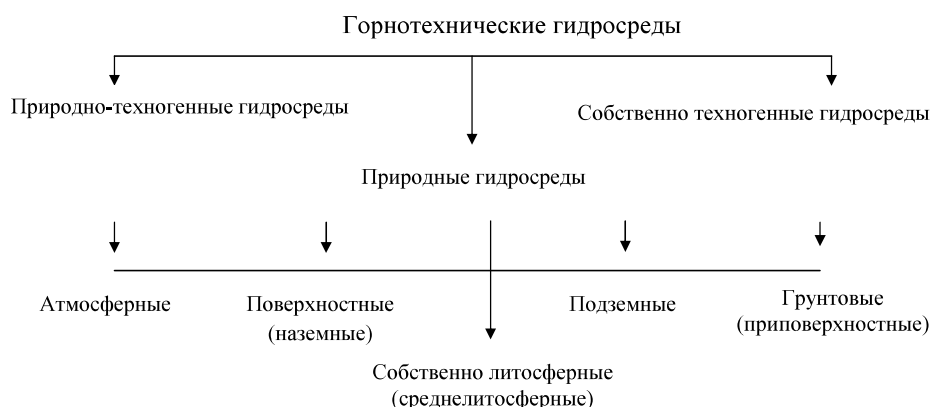 Горнотехнические гидросреды
Природно-техногенные гидросреды
Собственно техногенные гидросреды
Природные гидросреды
Атмосферные
Поверхностные
(наземные)
Подземные
Грунтовые
(приповерхностные)
Собственно литосферные
(среднелитосферные)